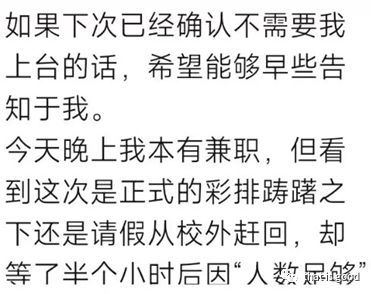 如果下次已经确认不需要我
上台的话，希望能够早些告
知于我。
今天晚上我本有兼职，但看
到这次是正式的彩排踌躇之
下还是请假从校外赶回，却
等了半个小时后因“人数足够”